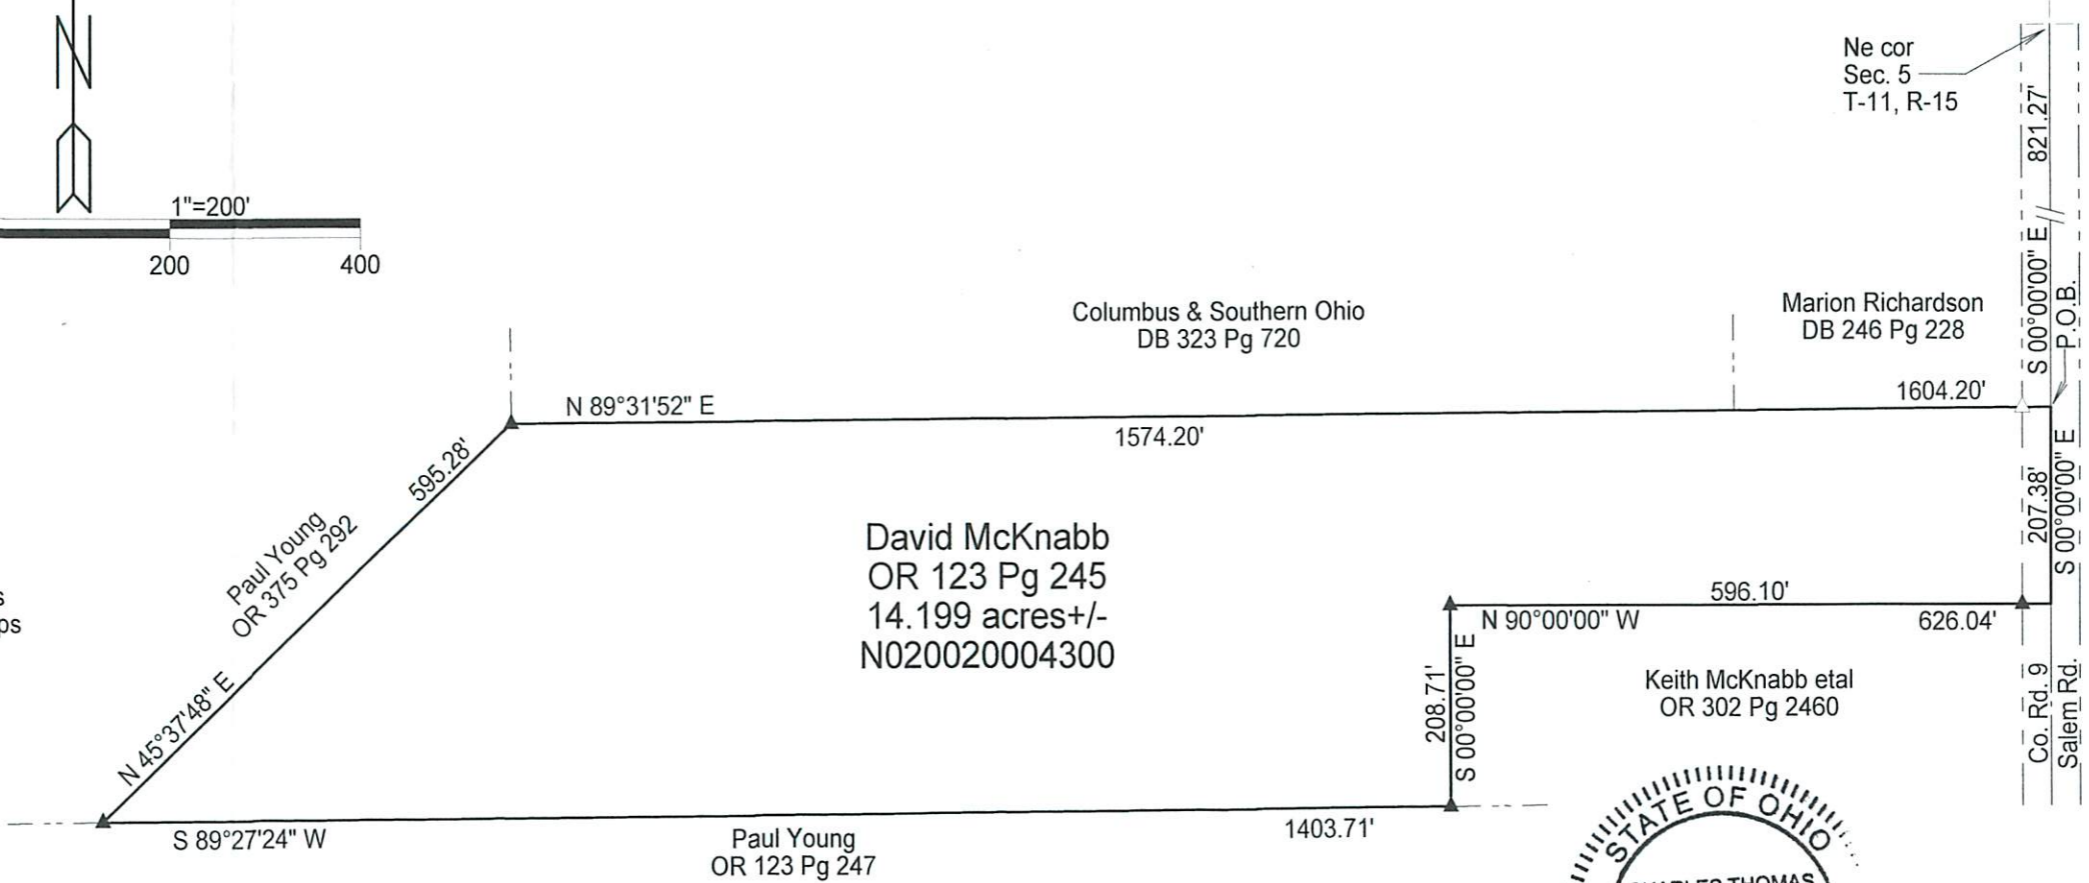 N
1"=200'
200
400
Ne cor
Sec. 5
T-11, R-15
821.27'
S 00°00'00" E
P.O.B.
Columbus & Southern Ohio
DB 323 Pg 720
Marion Richardson
DB 246 Pg 228
N 89°31'52" E
1604.20'
1574.20'
595.28'
Paul Young
OR 375 Pg 292
N 45°37'48" E
s
ps
David McKnabb
OR 123 Pg 245
14.199 acres+/-
N020020004300
207.38'
S 00°00'00" E
596.10'
N 90°00'00" W
626.04'
208.71'
S 00°00'00" E
Keith McKnabb etal
OR 302 Pg 2460
Co. Rd. 9
Salem Rd.
S 89°27'24" W
Paul Young
OR 123 Pg 247
1403.71'
STATE OF OHIO
CHARLES THOMAS